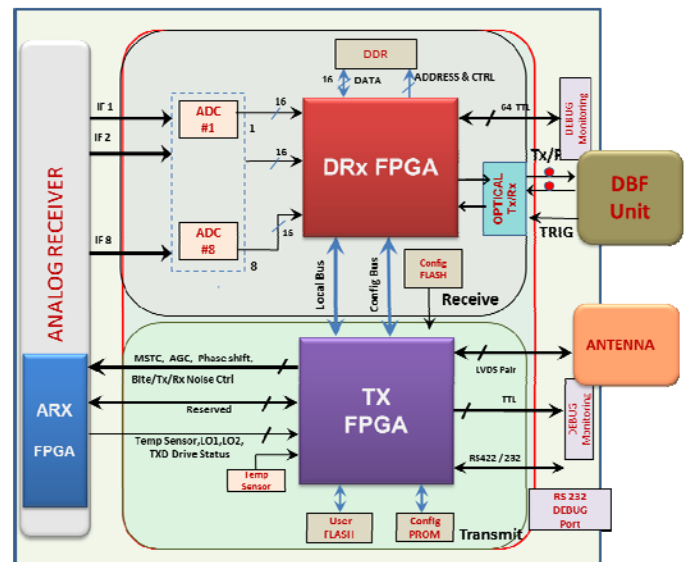 DDR
16
DATA
ADDRESS & CTRL
IF 1
ADC
#1
16
1
64 TTL
DEBUG
Monitoring
IF 2
16
DRx FPGA
OPTICAL
Tx/Rx
DBF
Unit
TRIG
IF 8
ADC
#8
16
8
Local Bus
Config Bus
Config
FLASH
Receive
ANALOG RECEIVER
MSTC, AGC, Phase shift,
Bite/Tx/Rx Noise Ctrl
Reserved
ARX
FPGA
Temp Sensor,LO1,LO2,
TXD Drive Status
Temp
Sensor
TX
FPGA
LVDS Pair
ANTENNA
TTL
DEBUG
Monitoring
RS422 / 232
User
FLASH
Config
PROM
Transmit
RS 232
DEBUG
Port